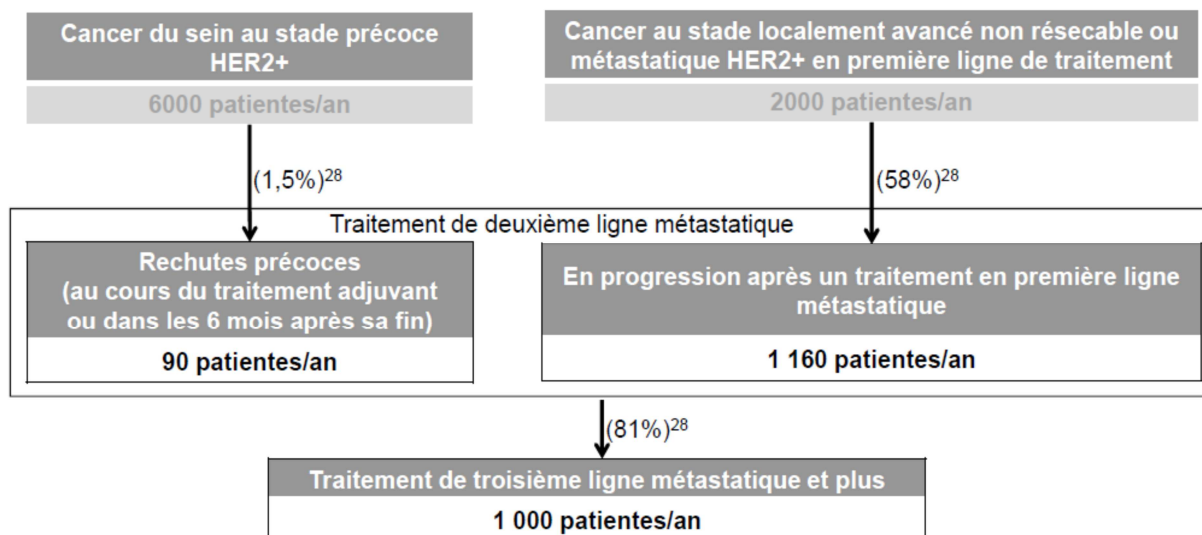 Cancer du sein au stade précoce
HER2+
6000 patientes/an
Cancer au stade localement avancé non résecable ou
métastatique HER2+ en première ligne de traitement
2000 patientes/an
(1,5%)28
(58%)28
Traitement de deuxième ligne métastatique
Rechutes précoces
(au cours du traitement adjuvant
ou dans les 6 mois après sa fin)
90 patientes/an
En progression après un traitement en première ligne
métastatique
1 160 patientes/an
(81%)28
Traitement de troisième ligne métastatique et plus
1 000 patientes/an